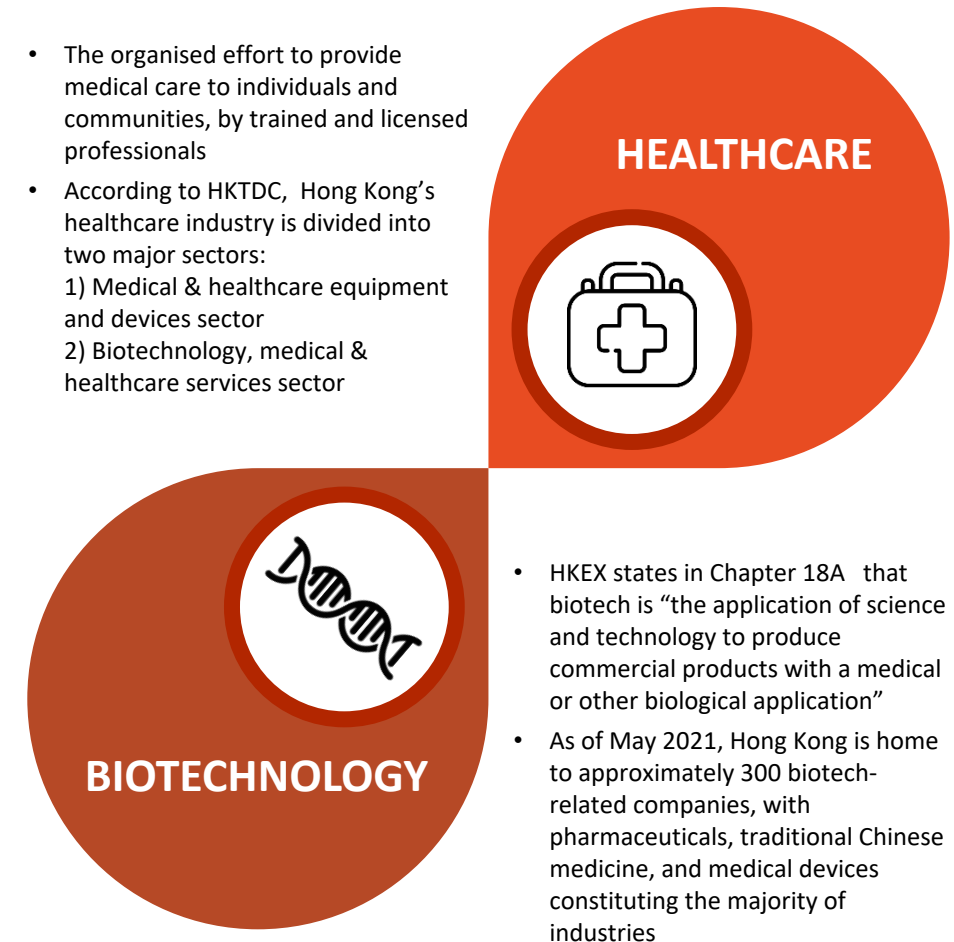 • The organised effort to provide
medical care to individuals and
communities, by trained and licensed
professionals
• According to HKTDC, Hong Kong’s
healthcare industry is divided into
two major sectors:
1) Medical & healthcare equipment
and devices sector
2) Biotechnology, medical &
healthcare services sector
HEALTHCARE
BIOTECHNOLOGY
• HKEX states in Chapter 18A that
biotech is “the application of science
and technology to produce
commercial products with a medical
or other biological application”
• As of May 2021, Hong Kong is home
to approximately 300 biotech-
related companies, with
pharmaceuticals, traditional Chinese
medicine, and medical devices
constituting the majority of
industries